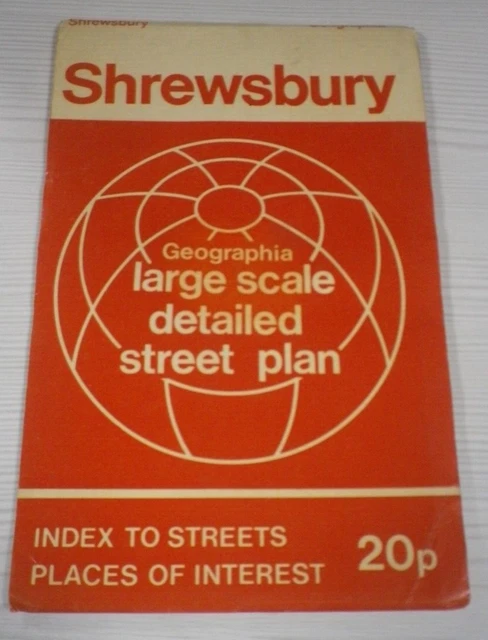 Shrewsbury
Shrewsbury
Geographia
large scale
detailed
street plan
INDEX TO STREETS
PLACES OF INTEREST
20p